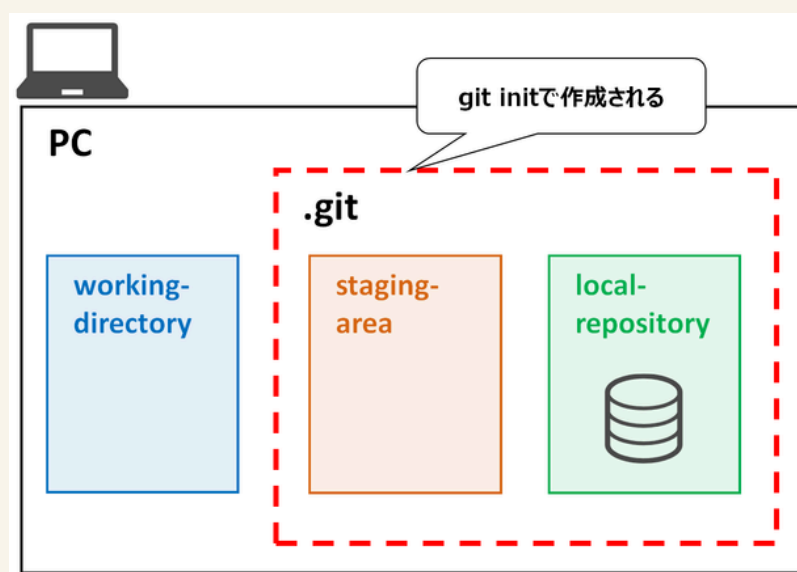 git initで作成される
PC
.git
working-
directory
staging-
area
local-
repository